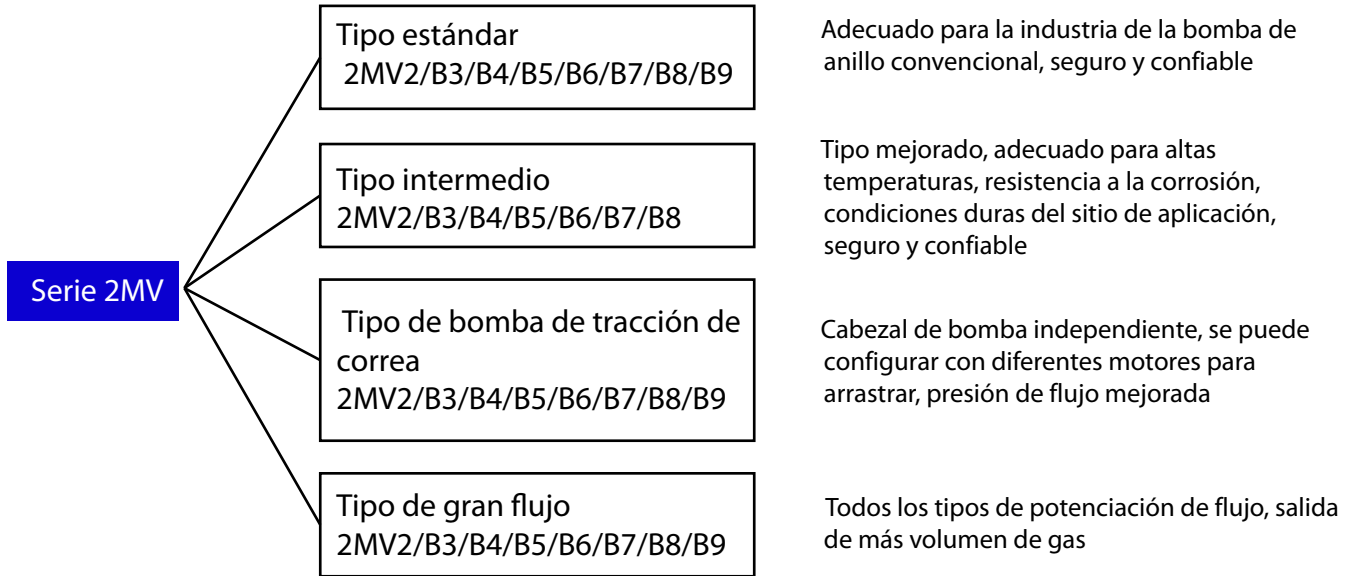 Tipo estándar
2MV2/B3/B4/B5/B6/B7/B8/B9
Adecuado para la industria de la bomba de
anillo convencional, seguro y confiable
Tipo intermedio
2MV2/B3/B4/B5/B6/B7/B8
Tipo mejorado, adecuado para altas
temperaturas, resistencia a la corrosión,
condiciones duras del sitio de aplicación,
seguro y confiable
Serie 2MV
Tipo de bomba de tracción de
correa
2MV2/B3/B4/B5/B6/B7/B8/B9
Cabezal de bomba independiente, se puede
configurar con diferentes motores para
arrastrar, presión de flujo mejorada
Tipo de gran flujo
2MV2/B3/B4/B5/B6/B7/B8/B9
Todos los tipos de potenciación de flujo, salida
de más volumen de gas